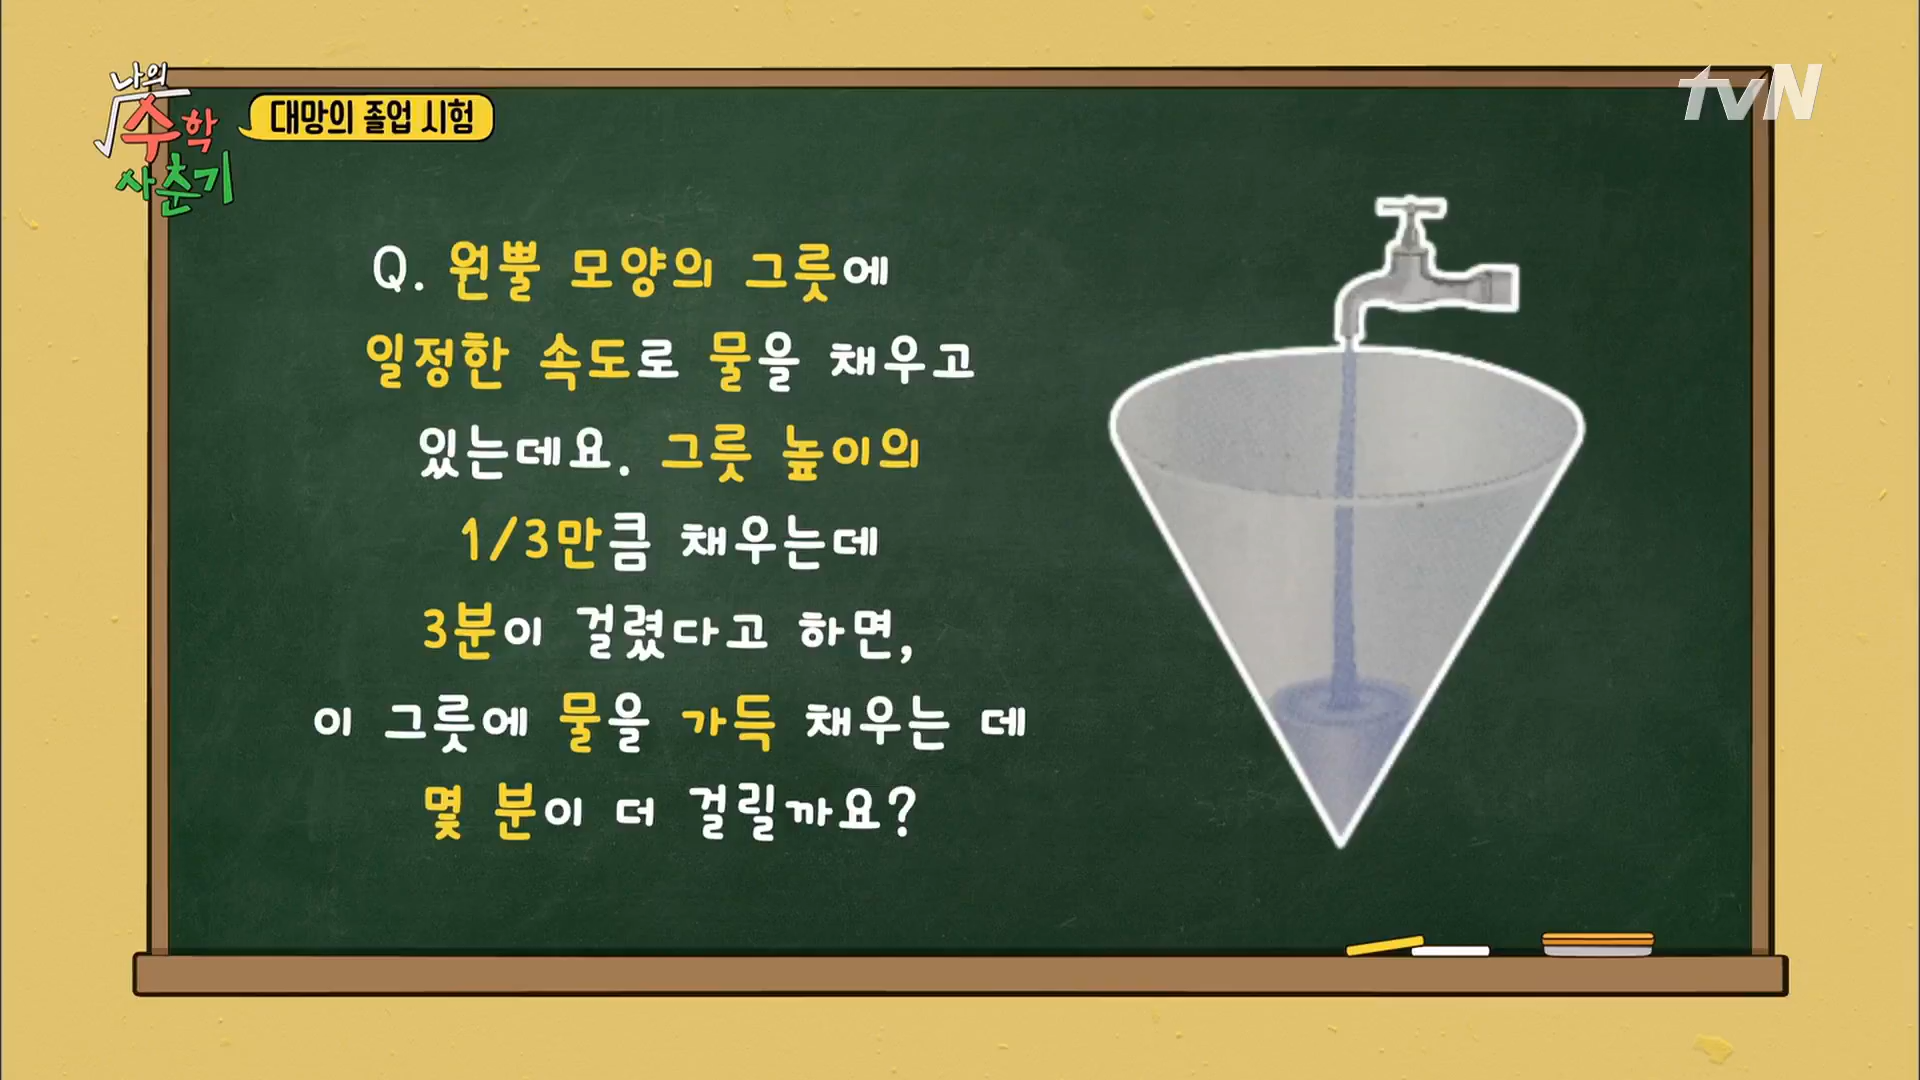 나의
수학
사춘기
대망의 졸업 시험
tvN
Q. 원뿔 모양의 그릇에
일정한 속도로 물을 채우고
있는데요. 그릇 높이의
1/3만큼 채우는데
3분이 걸렸다고 하면,
이 그릇에 물을 가득 채우는 데
몇 분이 더 걸릴까요?